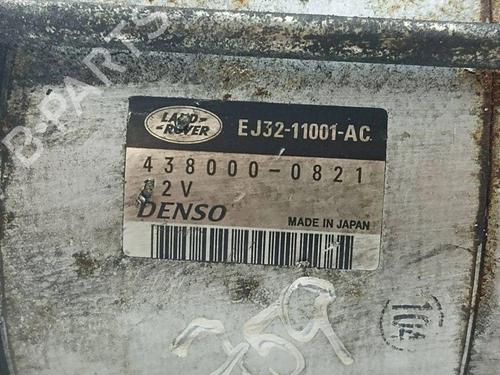 B-PARTS
LAND-
ROVER
EJ32-11001-AC
438000-0821
12V
DENSO
MADE IN JAPAN